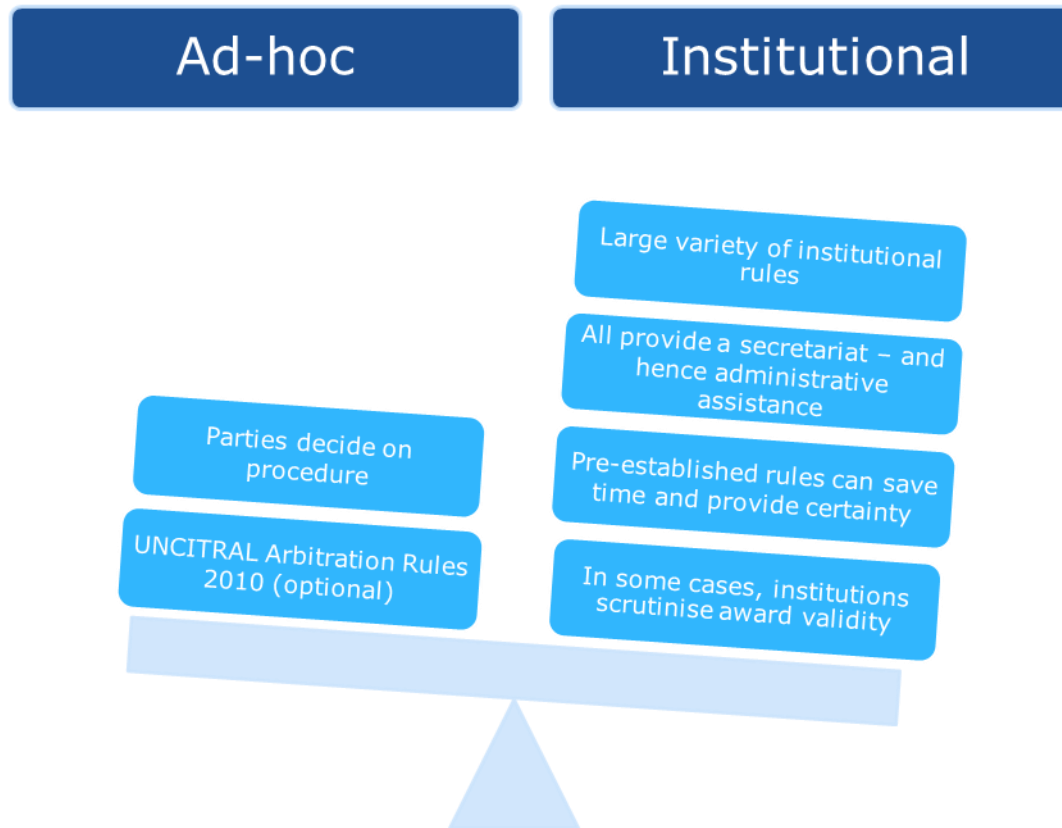 Ad-hoc
Institutional
Parties decide on
procedure
UNCITRAL Arbitration Rules
2010 (optional)
Large variety of institutional
rules
All provide a secretariat – and
hence administrative
assistance
Pre-established rules can save
time and provide certainty
In some cases, institutions
scrutinise award validity